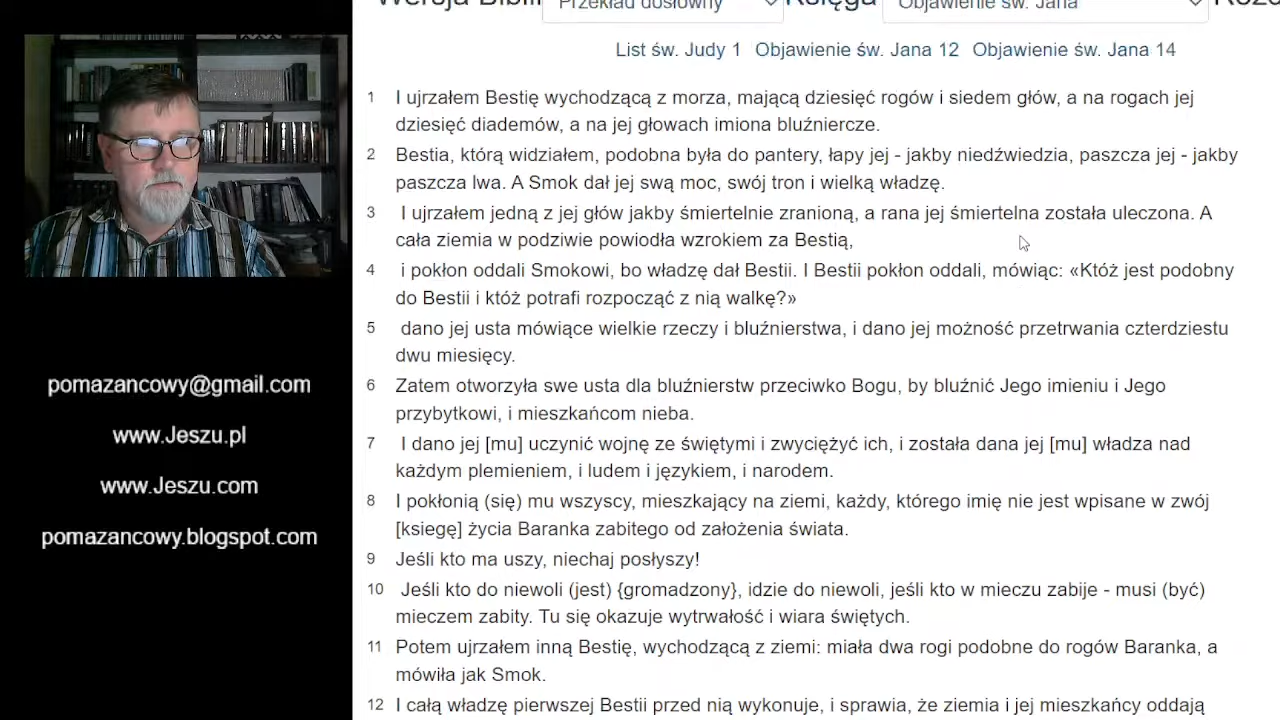 Wersja Biblii Przekład dosłowny Księga Objawienie św. Jana
List św. Judy 1 Objawienie św. Jana 12 Objawienie św. Jana 14
1 I ujrzałem Bestię wychodzącą z morza, mającą dziesięć rogów i siedem głów, a na rogach jej
dziesięć diademów, a na jej głowach imiona bluźniercze.
2 Bestia, którą widziałem, podobna była do pantery, łapy jej - jakby niedźwiedzia, paszcza jej - jakby
paszcza lwa. A Smok dał jej swą moc, swój tron i wielką władzę.
3 I ujrzałem jedną z jej głów jakby śmiertelnie zranioną, a rana jej śmiertelna została uleczona. A
cała ziemia w podziwie powiodła wzrokiem za Bestią,
4 i pokłon oddali Smokowi, bo władzę dał Bestii. I Bestii pokłon oddali, mówiąc: «Któż jest podobny
do Bestii i któż potrafi rozpocząć z nią walkę?»
5 dano jej usta mówiące wielkie rzeczy i bluźnierstwa, i dano jej możność przetrwania czterdziestu
dwu miesięcy.
6 Zatem otworzyła swe usta dla bluźnierstw przeciwko Bogu, by bluźnić Jego imieniu i Jego
przybytkowi, i mieszkańcom nieba.
7 I dano jej [mu] uczynić wojnę ze świętymi i zwyciężyć ich, i została dana jej [mu] władza nad
każdym plemieniem, i ludem i językiem, i narodem.
8 I pokłonią (się) mu wszyscy, mieszkający na ziemi, każdy, którego imię nie jest wpisane w zwój
[ksiegę] życia Baranka zabitego od założenia świata.
9 Jeśli kto ma uszy, niechaj posłyszy!
10 Jeśli kto do niewoli (jest) {gromadzony}, idzie do niewoli, jeśli kto w mieczu zabije - musi (być)
mieczem zabity. Tu się okazuje wytrwałość i wiara świętych.
11 Potem ujrzałem inną Bestię, wychodzącą z ziemi: miała dwa rogi podobne do rogów Baranka, a
mówiła jak Smok.
12 I całą władzę pierwszej Bestii przed nią wykonuje, i sprawia, że ziemia i jej mieszkańcy oddają
pomazancowy@gmail.com
www.Jeszu.pl
www.Jeszu.com
pomazancowy.blogspot.com